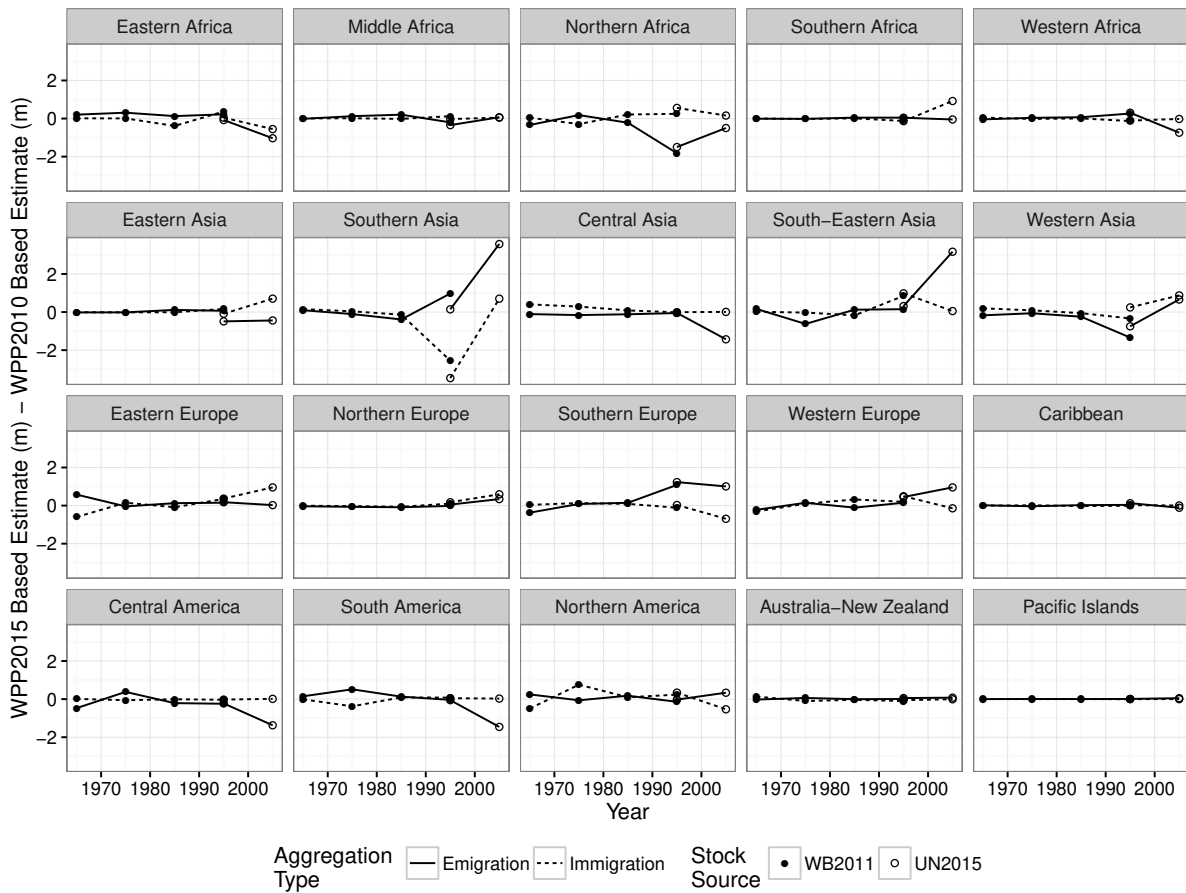 WPP2015 Based Estimate (m) − WPP2010 Based Estimate (m)
Eastern Africa Middle Africa Northern Africa Southern Africa Western Africa
2
0
−2
Eastern Asia Southern Asia Central Asia South−Eastern Asia Western Asia
2
0
−2
Eastern Europe Northern Europe Southern Europe Western Europe Caribbean
2
0
−2
Central America South America Northern America Australia−New Zealand Pacific Islands
2
0
−2
1970 1980 1990 2000 1970 1980 1990 2000 1970 1980 1990 2000 1970 1980 1990 2000 1970 1980 1990 2000
Year
Aggregation Type Emigration Immigration Stock Source WB2011 UN2015